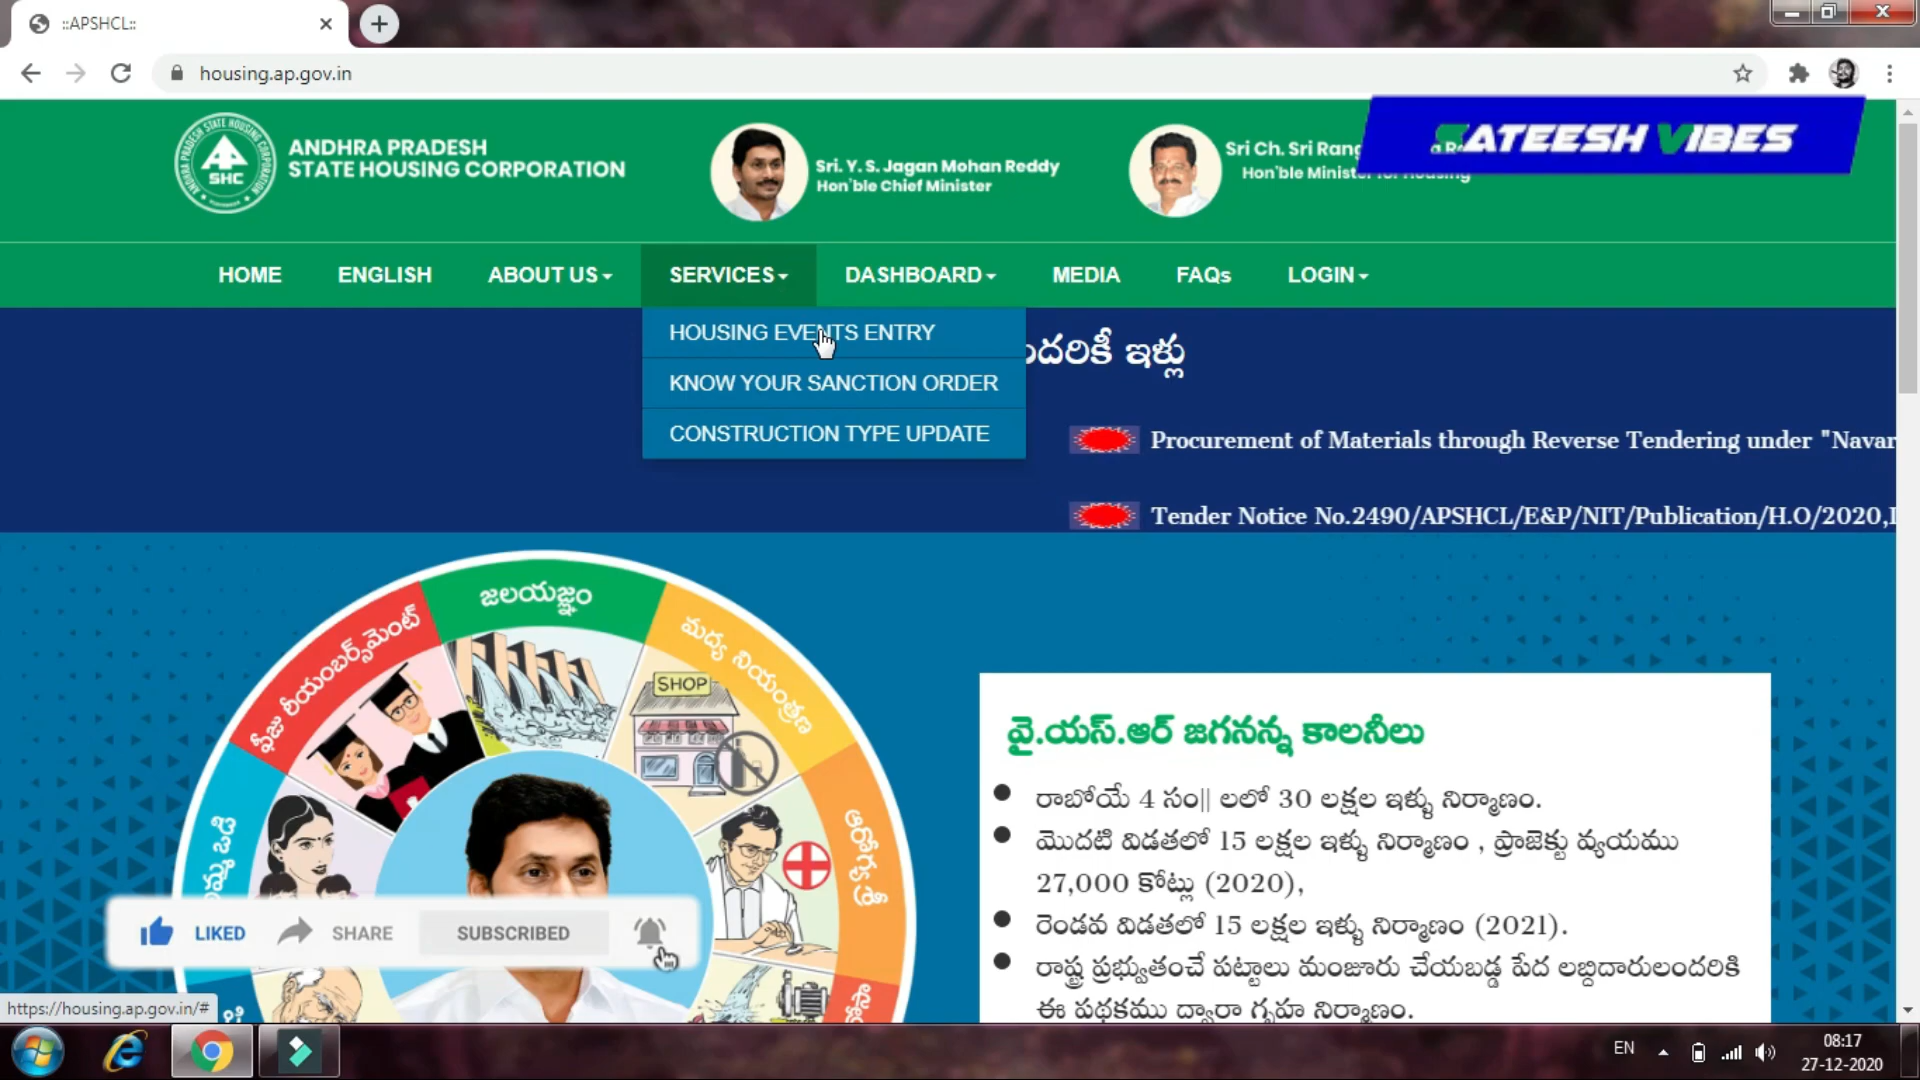 ::APSHCL::
housing.ap.gov.in
ANDHRA PRADESH
STATE HOUSING CORPORATION
SHC
Sri. Y. S. Jagan Mohan Reddy
Hon'ble Chief Minister
Sri Ch. Sri Rang
Hon'ble Minister for Housing
SATEESH VIBES
HOME ENGLISH ABOUT US SERVICES DASHBOARD MEDIA FAQs LOGIN
HOUSING EVENTS ENTRY
KNOW YOUR SANCTION ORDER
CONSTRUCTION TYPE UPDATE
దరికీ ఇళ్లు
Procurement of Materials through Reverse Tendering under "Navar
Tender Notice No.2490/APSHCL/E&P/NIT/Publication/H.O/2020,
జలయజ్ఞం
మద్య నియంత్రణ
ఫీజు రీయంబర్స్‌మెంట్
SHOP
ఆరోగ్యశ్రీ
వై.యస్.ఆర్ జగనన్న కాలనీలు
రాబోయే 4 సం|| లలో 30 లక్షల ఇళ్ళు నిర్మాణం.
మొదటి విడతలో 15 లక్షల ఇళ్ళు నిర్మాణం , ప్రాజెక్టు వ్యయము
27,000 కోట్లు (2020),
రెండవ విడతలో 15 లక్షల ఇళ్ళు నిర్మాణం (2021).
రాష్ట్ర ప్రభుత్వంచే పట్టాలు మంజూరు చేయబడ్డ పేద లబ్దిదారులందరికి
ఈ పథకము ద్వారా గృహ నిర్మాణం.
LIKED SHARE SUBSCRIBED
https://housing.ap.gov.in/#
EN
08:17
27-12-2020